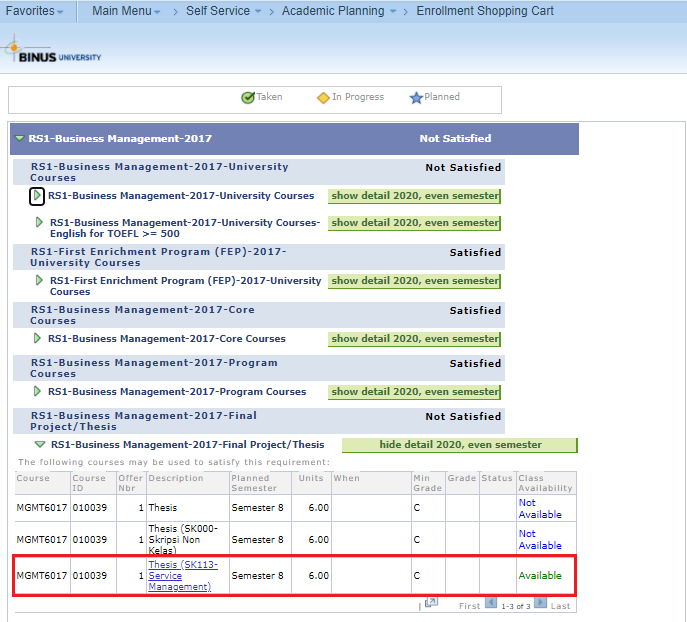 Favorites Main Menu > Self Service > Academic Planning > Enrollment Shopping Cart
BINUS UNIVERSITY
Taken In Progress Planned
RS1-Business Management-2017 Not Satisfied
RS1-Business Management-2017-University Not Satisfied
Courses
RS1-Business Management-2017-University Courses show detail 2020, even semester
RS1-Business Management-2017-University Courses- show detail 2020, even semester
English for TOEFL >= 500
RS1-First Enrichment Program (FEP)-2017- Satisfied
University Courses
RS1-First Enrichment Program (FEP)-2017-University show detail 2020, even semester
Courses
RS1-Business Management-2017-Core Satisfied
Courses
RS1-Business Management-2017-Core Courses show detail 2020, even semester
RS1-Business Management-2017-Program Satisfied
Courses
RS1-Business Management-2017-Program Courses show detail 2020, even semester
RS1-Business Management-2017-Final Not Satisfied
Project/Thesis
RS1-Business Management-2017-Final Project/Thesis hide detail 2020, even semester
The following courses may be used to satisfy this requirement:
Course Course Offer Description Planned Units When Min Grade Status Class
ID Nbr Semester Grade Availability
MGMT6017 010039 1 Thesis Semester 8 6.00 C Not
Available
Thesis (SK000-
MGMT6017 010039 1 Skripsi Non Semester 8 6.00 C Not
Kelas) Available
Thesis (SK113-
MGMT6017 010039 1 Service Semester 8 6.00 C Available
Management)
| First 1-3 of 3 Last